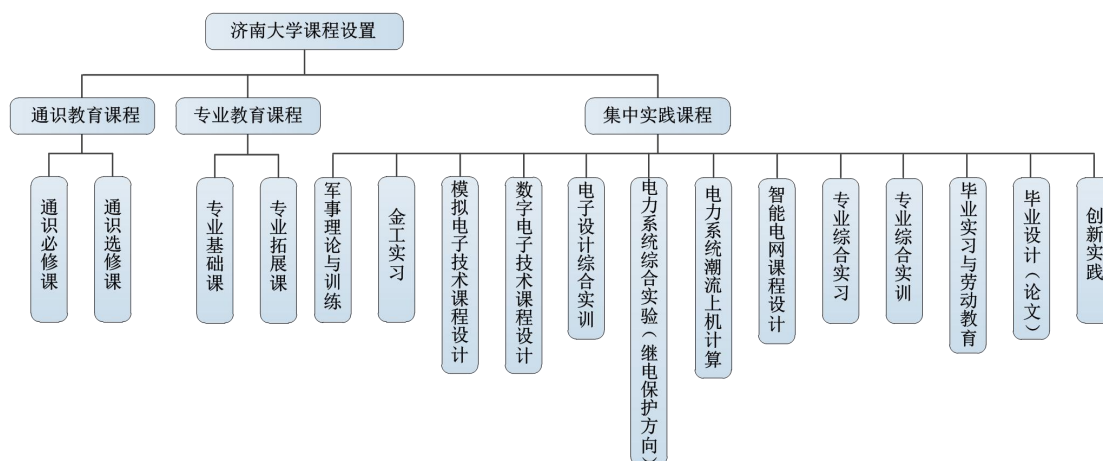 济南大学课程设置
通识教育课程
专业教育课程
集中实践课程
通识必修课
通识选修课
专业基础课
专业拓展课
军事理论与训练
金工实习
模拟电子技术课程设计
数字电子技术课程设计
电子设计综合实训
电力系统综合实验（继电保护方向）
电力系统潮流上机计算
智能电网课程设计
专业综合实习
专业综合实训
毕业实习与劳动教育
毕业设计（论文）
创新实践